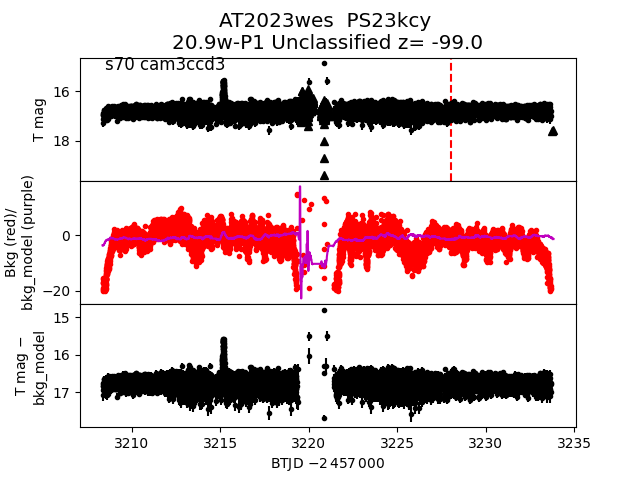 AT2023wes  PS23kcy
20.9w-P1 Unclassified z= -99.0
s70 cam3ccd3
T mag
16
18
Bkg (red)/
bkg_model (purple)
0
−20
T mag −
bkg_model
15
16
17
3210
3215
3220
3225
3230
3235
BTJD −2 457 000